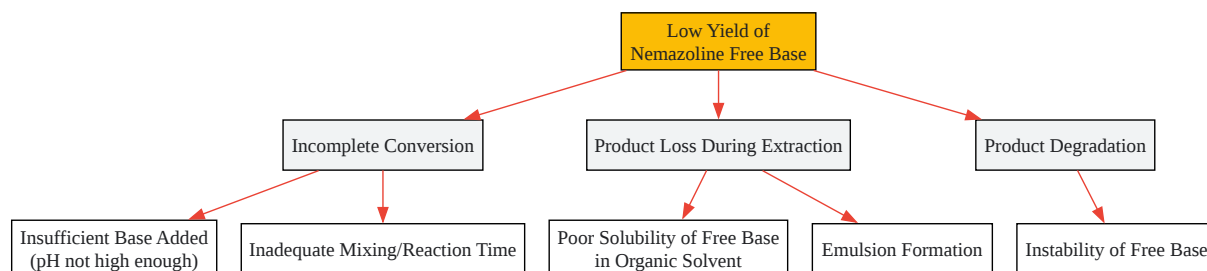 Low Yield of
Nemazoline Free Base
Incomplete Conversion
Product Loss During Extraction
Product Degradation
Insufficient Base Added
(pH not high enough)
Inadequate Mixing/Reaction Time
Poor Solubility of Free Base
in Organic Solvent
Emulsion Formation
Instability of Free Base